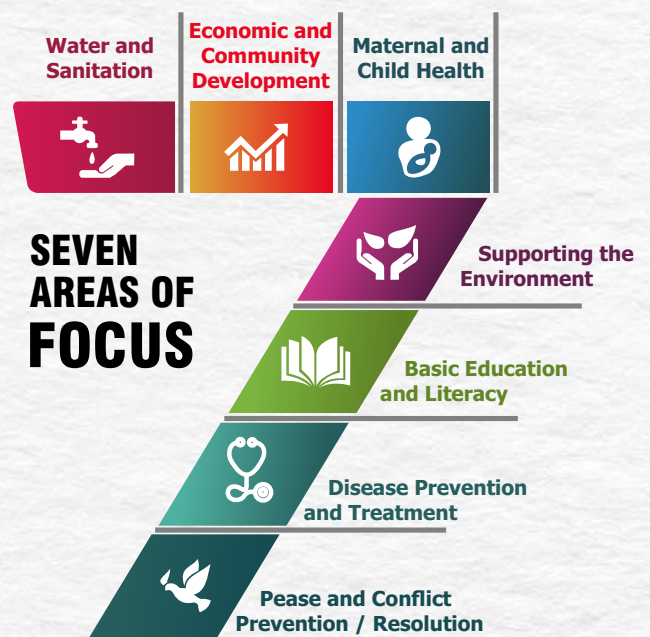 Water and
Sanitation
Economic and
Community
Development
Maternal and
Child Health
SEVEN
AREAS OF
FOCUS
Supporting the
Environment
Basic Education
and Literacy
Disease Prevention
and Treatment
Pease and Conflict
Prevention / Resolution